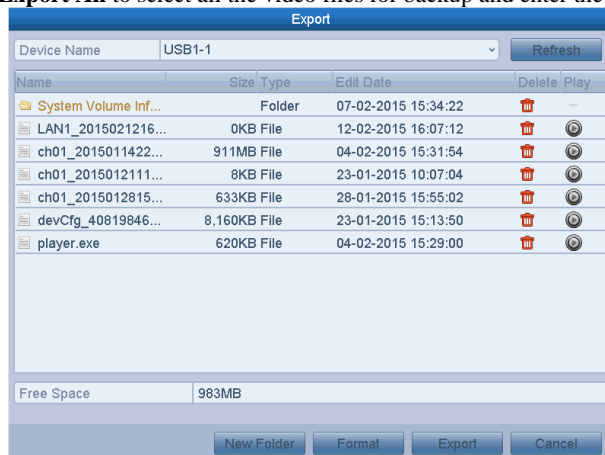 Export All to select all the video files for backup and enter the
Export
Device Name USB1-1 Refresh
Name Size Type Edit Date Delete Play
System Volume Inf... Folder 07-02-2015 15:34:22 –
LAN1_2015021216... 0KB File 12-02-2015 16:07:12
ch01_2015011422... 911MB File 04-02-2015 15:31:54
ch01_2015012111... 8KB File 23-01-2015 10:07:04
ch01_2015012815... 633KB File 28-01-2015 15:55:02
devCfg_40819846... 8,160KB File 23-01-2015 15:13:50
player.exe 620KB File 04-02-2015 15:29:00
Free Space 983MB
New Folder Format Export Cancel